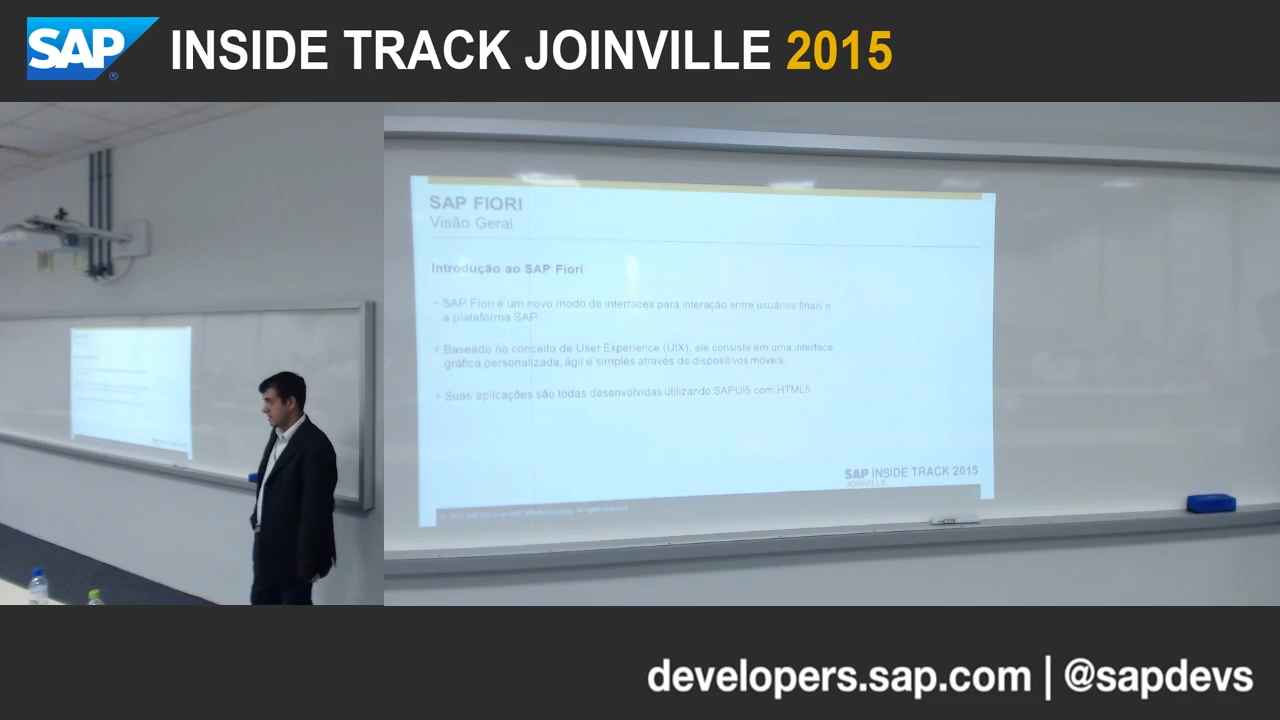 SAP
INSIDE TRACK JOINVILLE 2015
SAP FIORI
Visão Geral
Introdução ao SAP Fiori
SAP Fiori é um novo modo de interfaces para interação entre usuários finais e
a plataforma SAP
Baseado no conceito de User Experience (UIX), ele consiste em uma interface
gráfica personalizada, ágil e simples através de dispositivos móveis.
Suas aplicações são todas desenvolvidas utilizando SAPUI5 com HTML5
SAP INSIDE TRACK 2015
JOINVILLE
developers.sap.com | @sapdevs